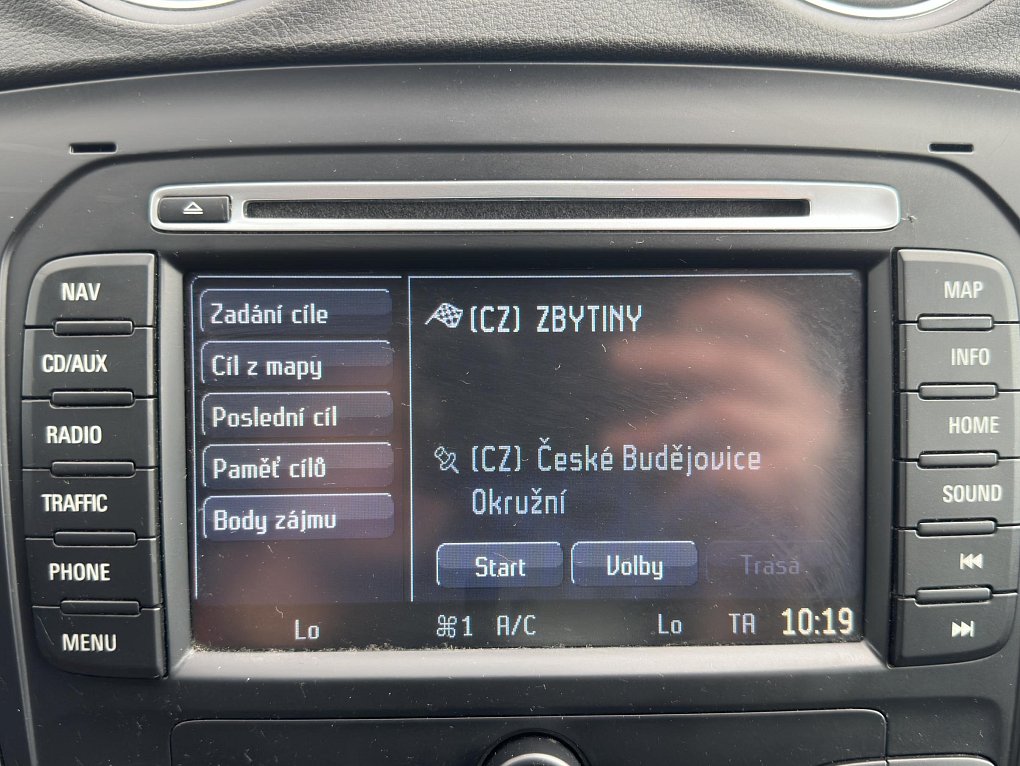 NAV
CD/AUX
RADIO
TRAFFIC
PHONE
MENU
Zadání cíle
Cíl z mapy
Poslední cíl
Paměť cílů
Body zájmu
(CZ) ZBYTINY
(CZ) České Budějovice
Okružní
Start Volby Trasa
Lo 1 A/C Lo TA 10:19
MAP
INFO
HOME
SOUND